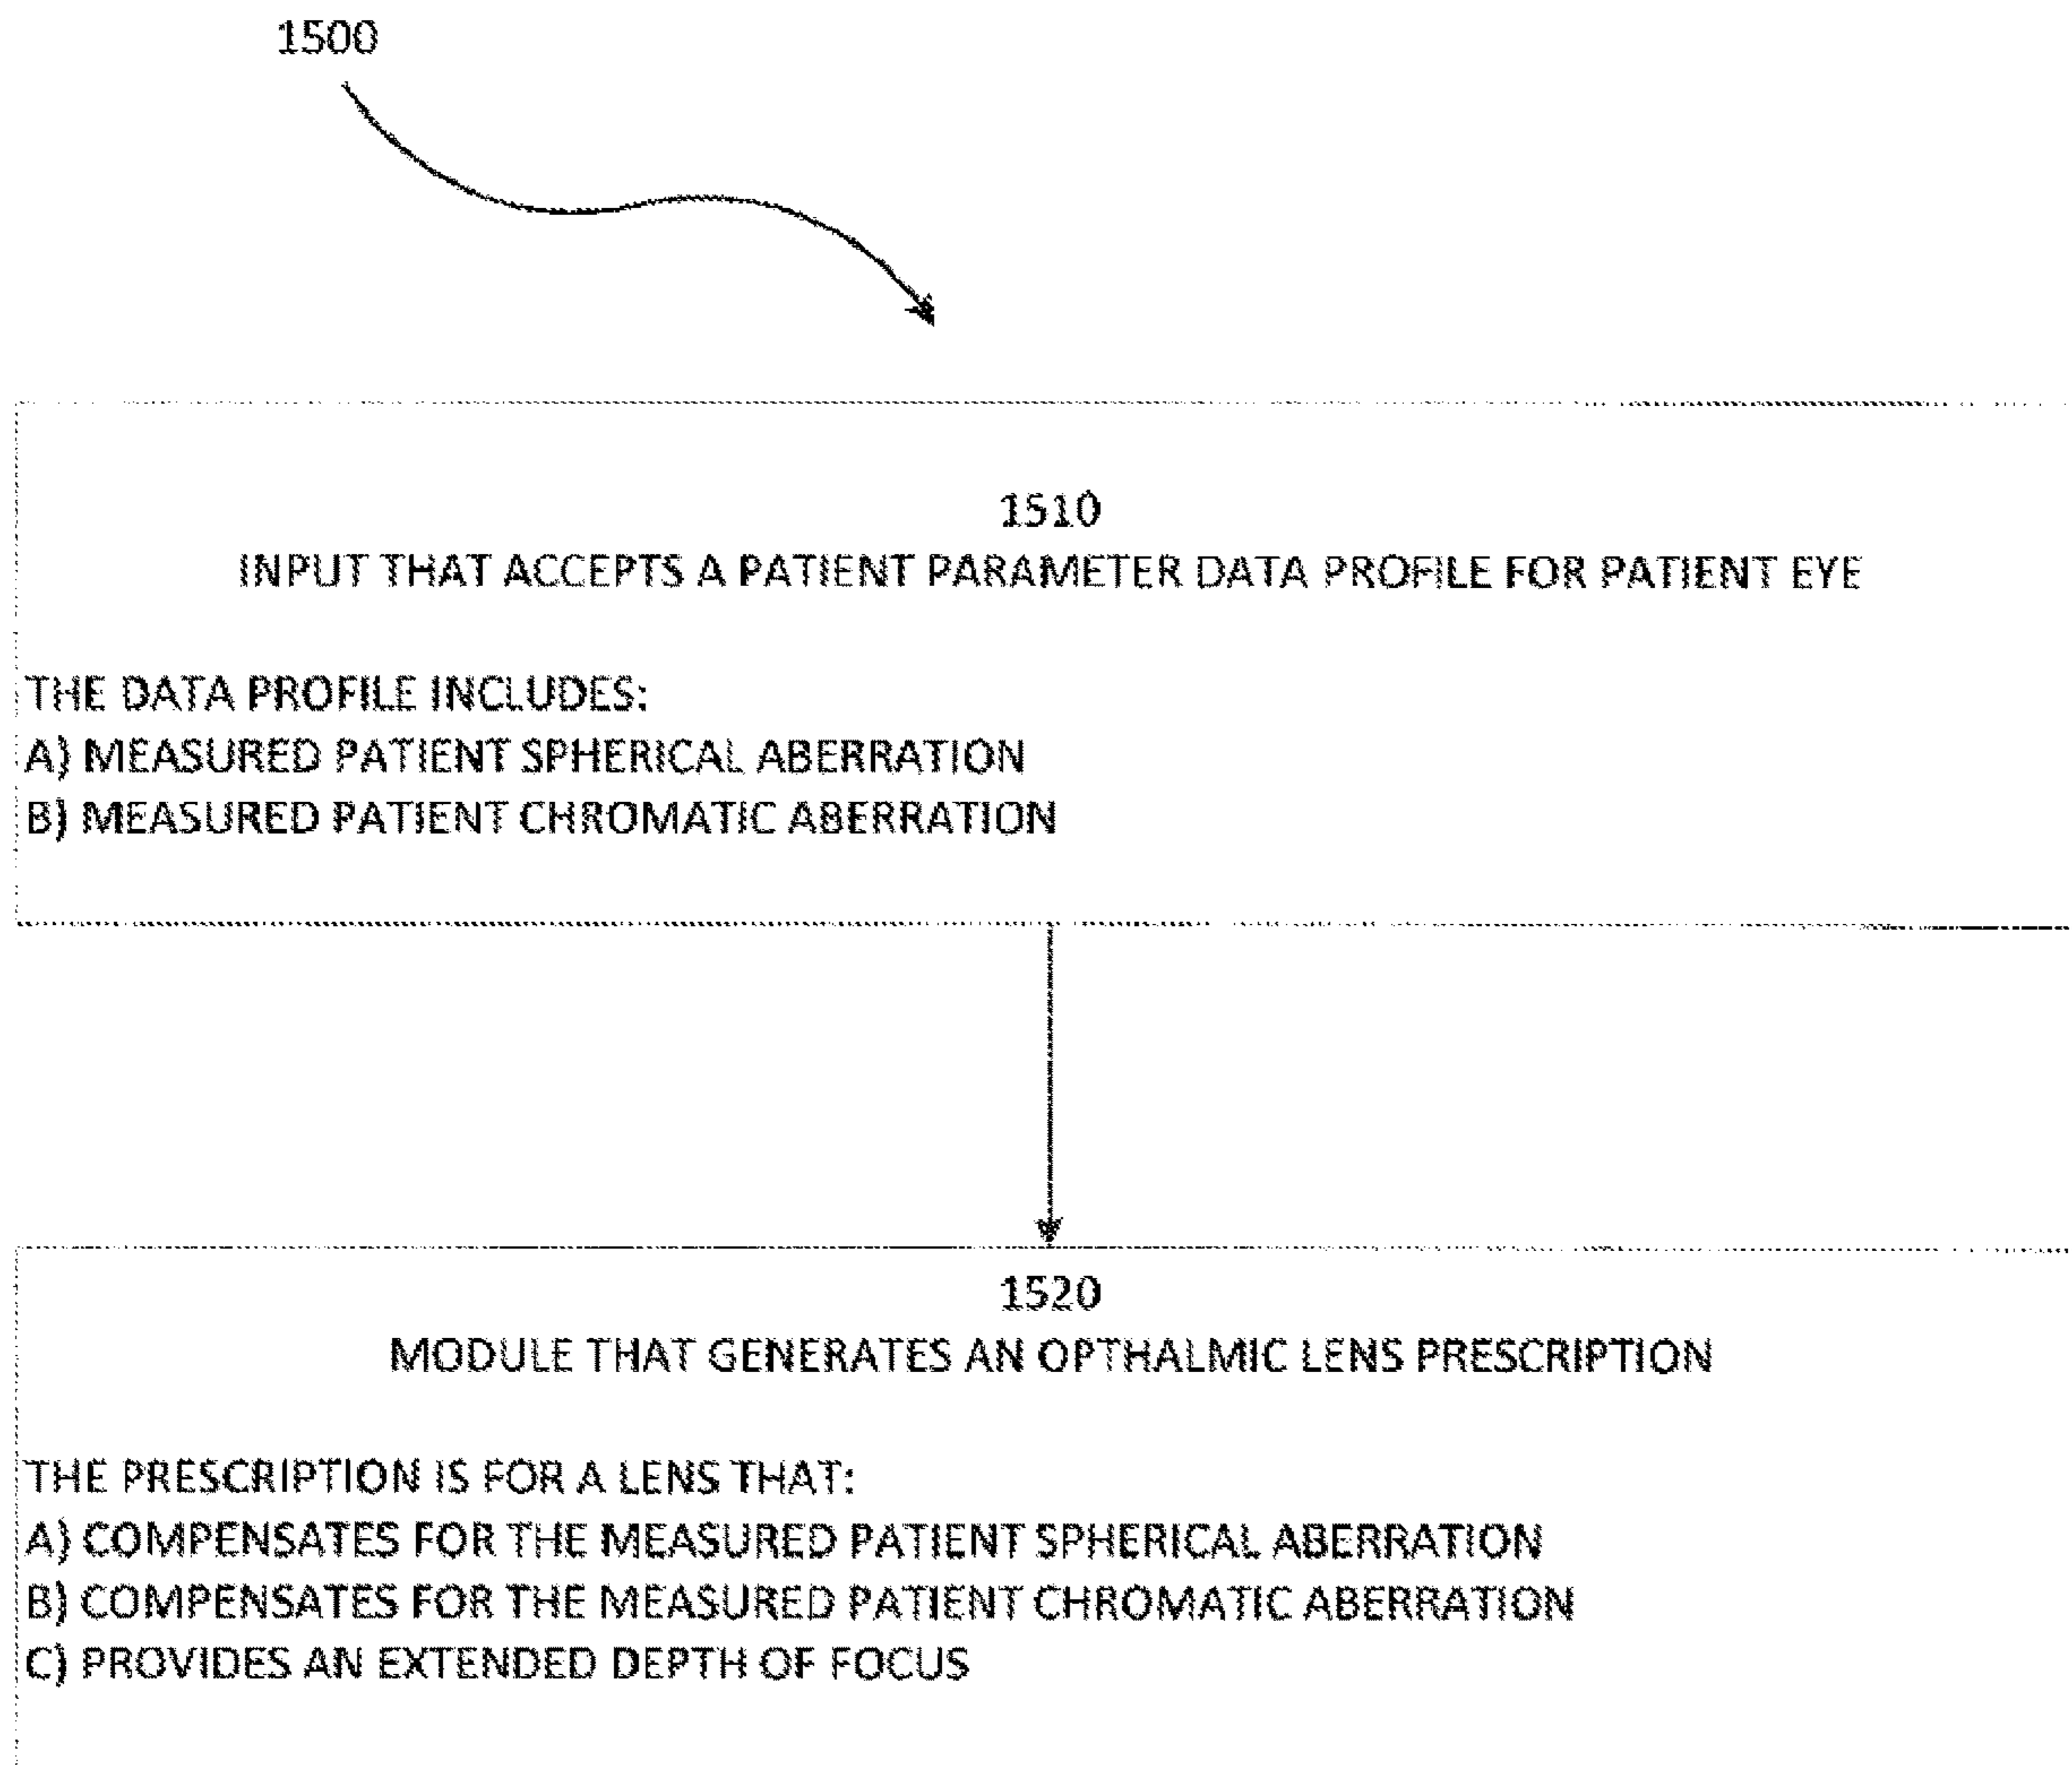 1500
1510
INPUT THAT ACCEPTS A PATIENT PARAMETER DATA PROFILE FOR PATIENT EYE
THE DATA PROFILE INCLUDES:
A) MEASURED PATIENT SPHERICAL ABERRATION
B) MEASURED PATIENT CHROMATIC ABERRATION
1520
MODULE THAT GENERATES AN OPTHALMIC LENS PRESCRIPTION
THE PRESCRIPTION IS FOR A LENS THAT:
A) COMPENSATES FOR THE MEASURED PATIENT SPHERICAL ABERRATION
B) COMPENSATES FOR THE MEASURED PATIENT CHROMATIC ABERRATION
C) PROVIDES AN EXTENDED DEPTH OF FOCUS